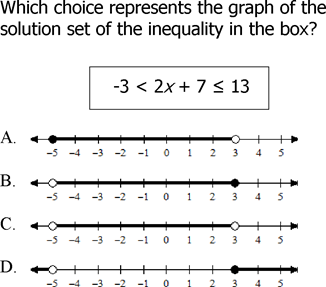 Which choice represents the graph of the
solution set of the inequality in the box?
-3 < 2x + 7 ≤ 13
A.
-5 -4 -3 -2 -1 0 1 2 3 4 5
B.
-5 -4 -3 -2 -1 0 1 2 3 4 5
C.
-5 -4 -3 -2 -1 0 1 2 3 4 5
D.
-5 -4 -3 -2 -1 0 1 2 3 4 5